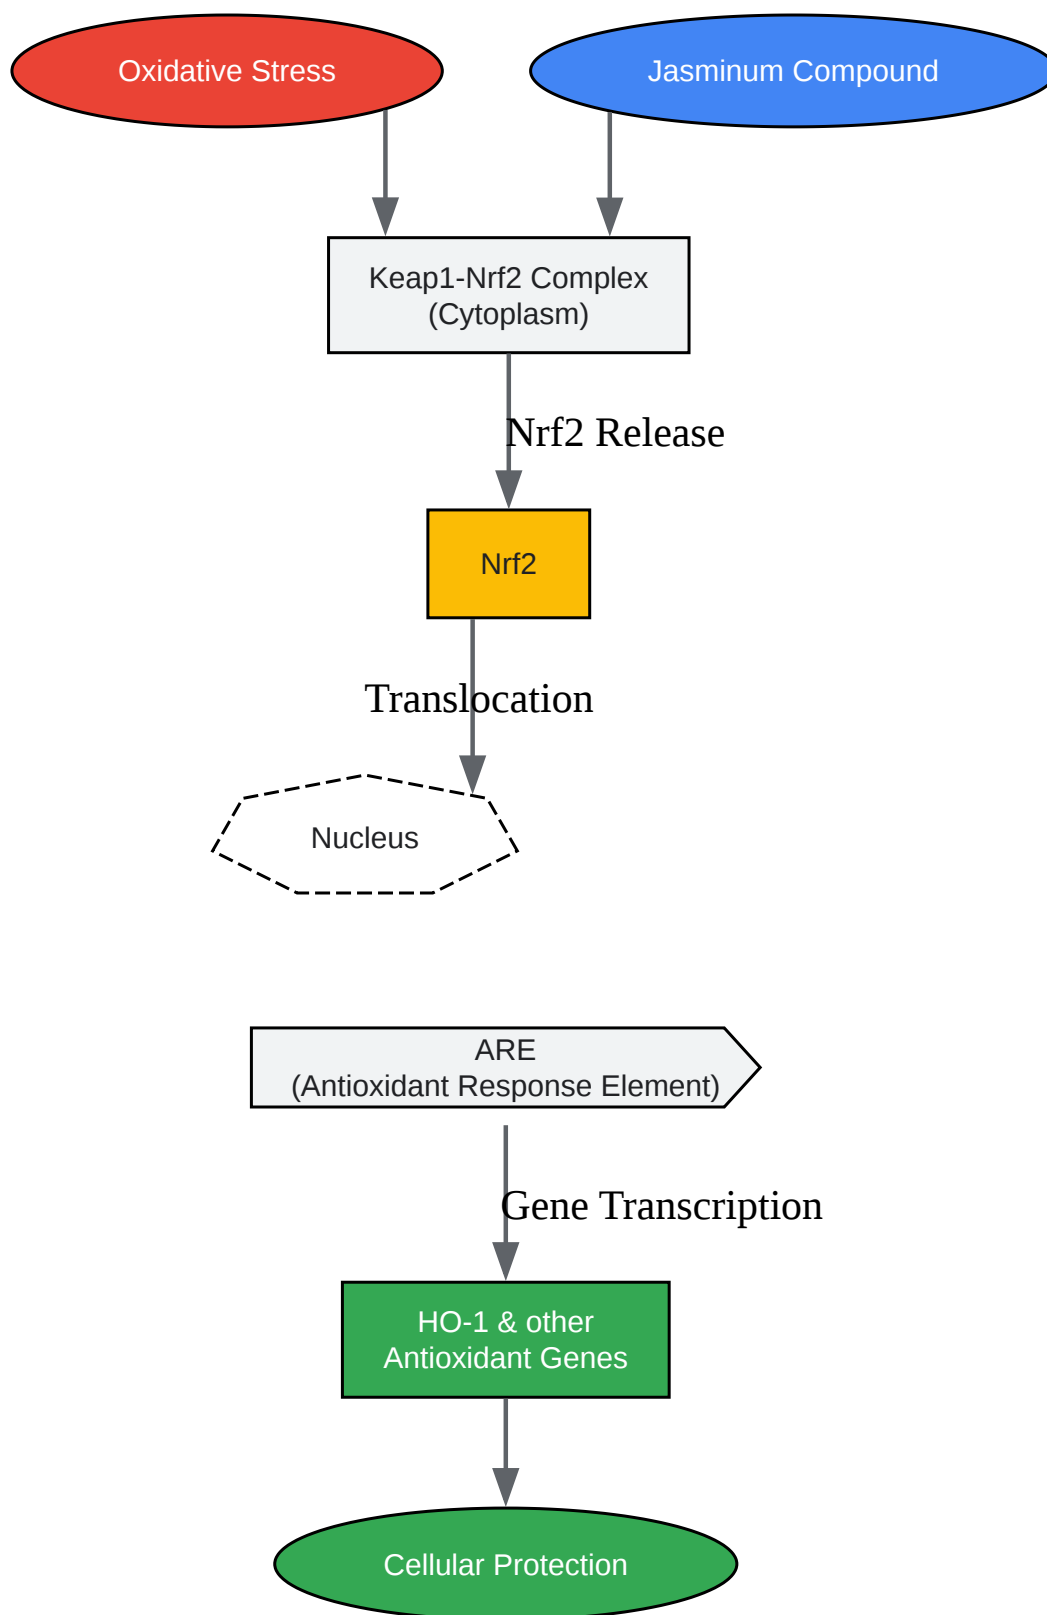 Oxidative Stress
Jasminum Compound
Keap1-Nrf2 Complex
(Cytoplasm)
Nrf2 Release
Nrf2
Translocation
Nucleus
ARE
(Antioxidant Response Element)
Gene Transcription
HO-1 & other
Antioxidant Genes
Cellular Protection